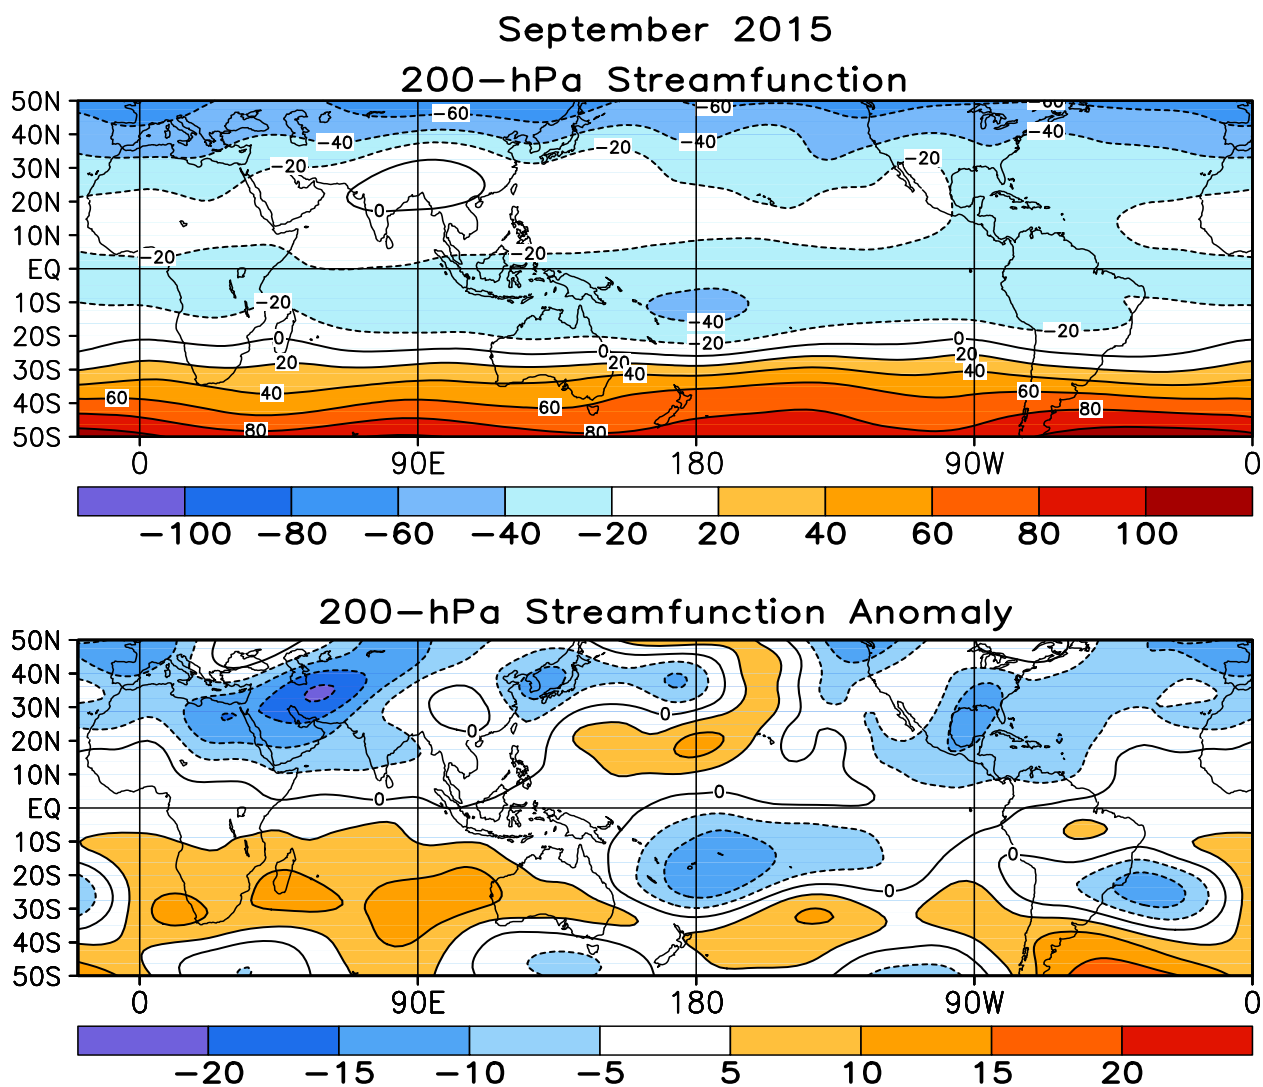 September 2015
200-hPa Streamfunction
50N
40N
30N
20N
10N
EQ
10S
20S
30S
40S
50S
-60
-60
-60
-40
-40
-40
-20
-20
-20
0
-20
-20
-20
-40
-20
-20
0
0
0
20
20
20
40
40
40
60
60
60
80
80
80
0 90E 180 90W 0
-100 -80 -60 -40 -20 20 40 60 80 100
200-hPa Streamfunction Anomaly
50N
40N
30N
20N
10N
EQ
10S
20S
30S
40S
50S
0
0
0
0
0
0
0 90E 180 90W 0
-20 -15 -10 -5 5 10 15 20